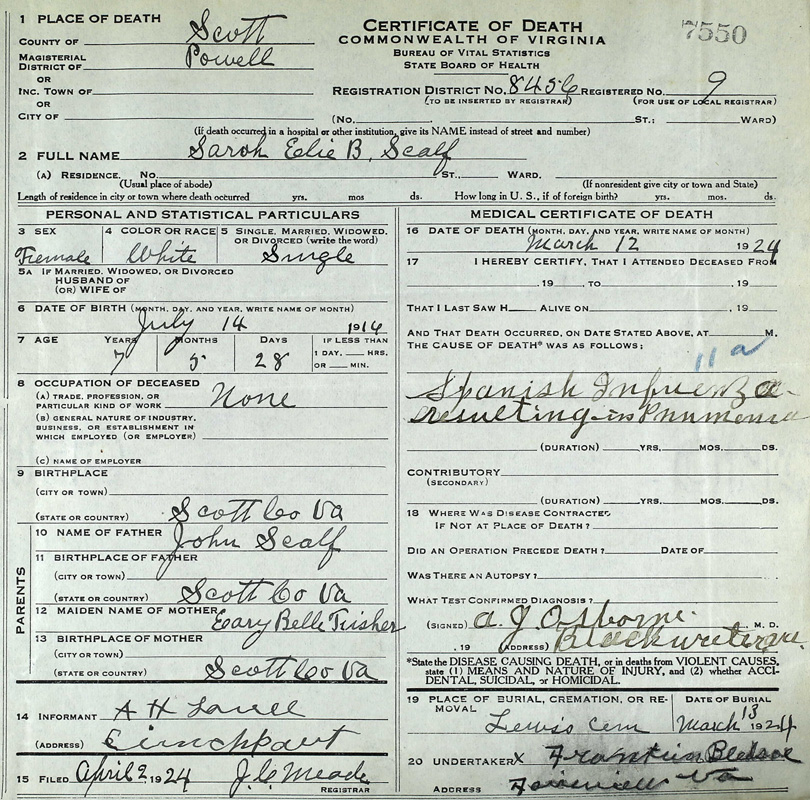 1 PLACE OF DEATH
COUNTY OF Scott
MAGISTERIAL DISTRICT OF Powell
OR
INC. TOWN OF
OR
CITY OF
CERTIFICATE OF DEATH
COMMONWEALTH OF VIRGINIA
BUREAU OF VITAL STATISTICS
STATE BOARD OF HEALTH
7550
REGISTRATION DISTRICT NO. 8456 REGISTERED NO. 9
(TO BE INSERTED BY REGISTRAR) (FOR USE OF LOCAL REGISTRAR)
(No. ST.; WARD)
(If death occurred in a hospital or other institution, give its NAME instead of street and number)
2 FULL NAME Sarah Elie B. Scalf
(A) RESIDENCE. No. ST., WARD.
(Usual place of abode) (If nonresident give city or town and State)
Length of residence in city or town where death occurred yrs. mos ds. How long in U. S., if of foreign birth? yrs. mos. ds.
PERSONAL AND STATISTICAL PARTICULARS
3 SEX 4 COLOR OR RACE 5 SINGLE, MARRIED, WIDOWED, OR DIVORCED (write the word)
Female White Single
5A IF MARRIED, WIDOWED, OR DIVORCED
HUSBAND OF
(OR) WIFE OF
6 DATE OF BIRTH (MONTH, DAY, AND YEAR, WRITE NAME OF MONTH)
July 14 1916
7 AGE YEARS MONTHS DAYS IF LESS THAN
7 5 28 1 DAY, HRS.
OR MIN.
8 OCCUPATION OF DECEASED
(A) TRADE, PROFESSION, OR PARTICULAR KIND OF WORK None
(B) GENERAL NATURE OF INDUSTRY, BUSINESS, OR ESTABLISHMENT IN WHICH EMPLOYED (OR EMPLOYER)
(C) NAME OF EMPLOYER
9 BIRTHPLACE
(CITY OR TOWN)
(STATE OR COUNTRY) Scott Co Va
PARENTS
10 NAME OF FATHER John Scalf
11 BIRTHPLACE OF FATHER
(CITY OR TOWN)
(STATE OR COUNTRY) Scott Co Va
12 MAIDEN NAME OF MOTHER Belle
13 BIRTHPLACE OF MOTHER
(CITY OR TOWN)
(STATE OR COUNTRY) Scott Co Va
14 INFORMANT A H
(ADDRESS)
15 FILED April 2, 1924 J. C. Meade
REGISTRAR
MEDICAL CERTIFICATE OF DEATH
16 DATE OF DEATH (MONTH, DAY, AND YEAR, WRITE NAME OF MONTH)
March 12 1924
17 I HEREBY CERTIFY, THAT I ATTENDED DECEASED FROM
, 19 , TO , 19
THAT I LAST SAW H ALIVE ON , 19
AND THAT DEATH OCCURRED, ON DATE STATED ABOVE, AT M.
THE CAUSE OF DEATH* WAS AS FOLLOWS:
11 a
Spanish Infruenza
resulting in Pnumonia
(DURATION) YRS. MOS. DS.
CONTRIBUTORY
(SECONDARY)
(DURATION) YRS. MOS. DS.
18 WHERE WAS DISEASE CONTRACTED
IF NOT AT PLACE OF DEATH?
DID AN OPERATION PRECEDE DEATH? DATE OF
WAS THERE AN AUTOPSY?
WHAT TEST CONFIRMED DIAGNOSIS?
(SIGNED) A. J. Osborne. M. D.
, 19 (ADDRESS)
*State the DISEASE CAUSING DEATH, or in deaths from VIOLENT CAUSES, state (1) MEANS AND NATURE OF INJURY, and (2) whether ACCIDENTAL, SUICIDAL, or HOMICIDAL.
19 PLACE OF BURIAL, CREMATION, OR REMOVAL DATE OF BURIAL
Lewis cem March 13 1924
20 UNDERTAKER X Bledsoe
ADDRESS Va